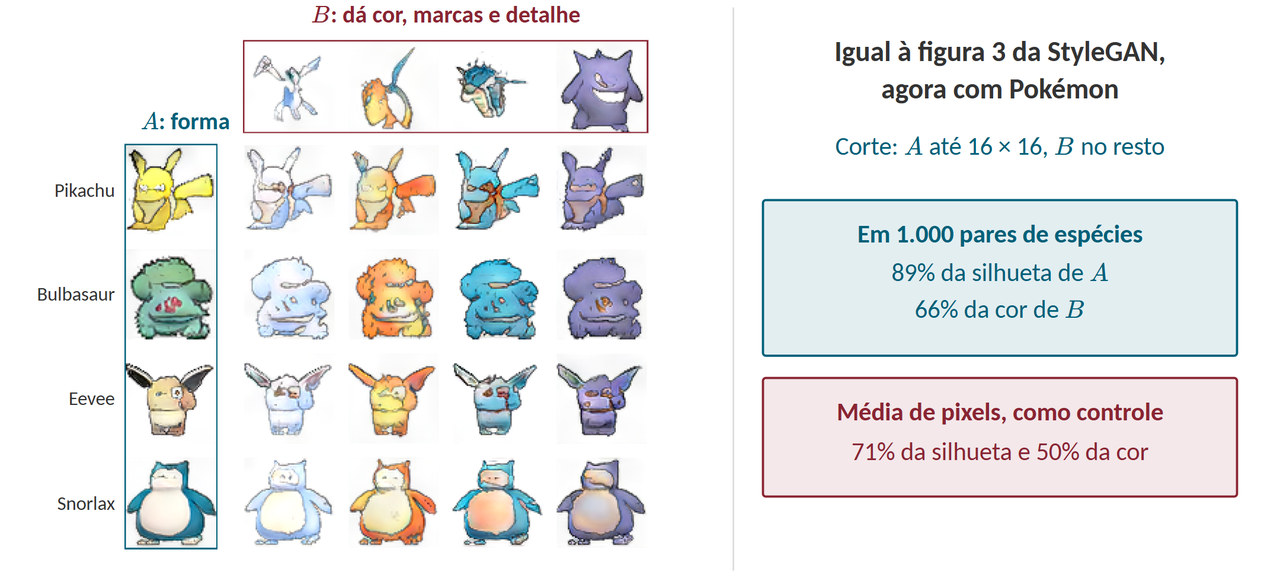 B: dá cor, marcas e detalhe
A: forma
Pikachu
Bulbasaur
Eevee
Snorlax
Igual à figura 3 da StyleGAN,
agora com Pokémon
Corte: A até 16 × 16, B no resto
Em 1.000 pares de espécies
89% da silhueta de A
66% da cor de B
Média de pixels, como controle
71% da silhueta e 50% da cor